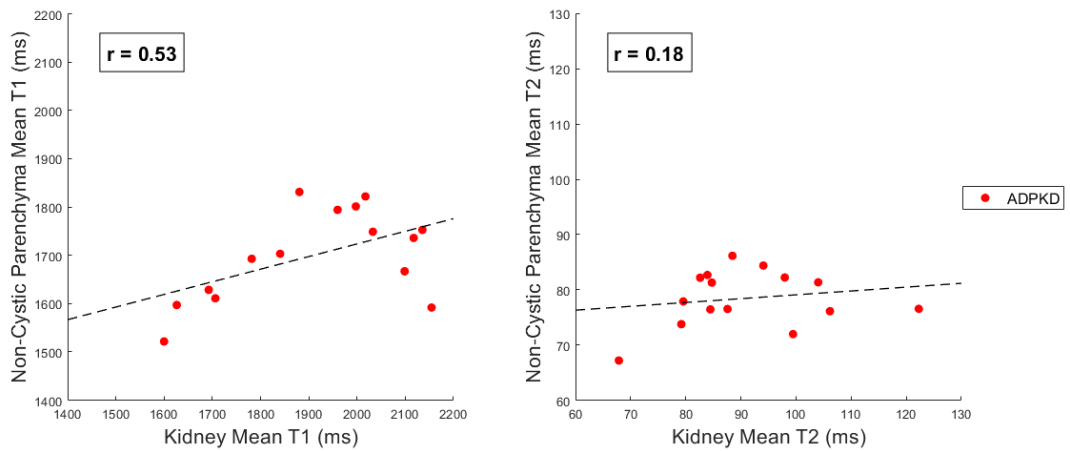 2200
2100
2000
1900
1800
1700
1600
1500
1400
Non-Cystic Parenchyma Mean T1 (ms)
r = 0.53
1400 1500 1600 1700 1800 1900 2000 2100 2200
Kidney Mean T1 (ms)
130
120
110
100
90
80
70
60
Non-Cystic Parenchyma Mean T2 (ms)
r = 0.18
60 70 80 90 100 110 120 130
Kidney Mean T2 (ms)
ADPKD